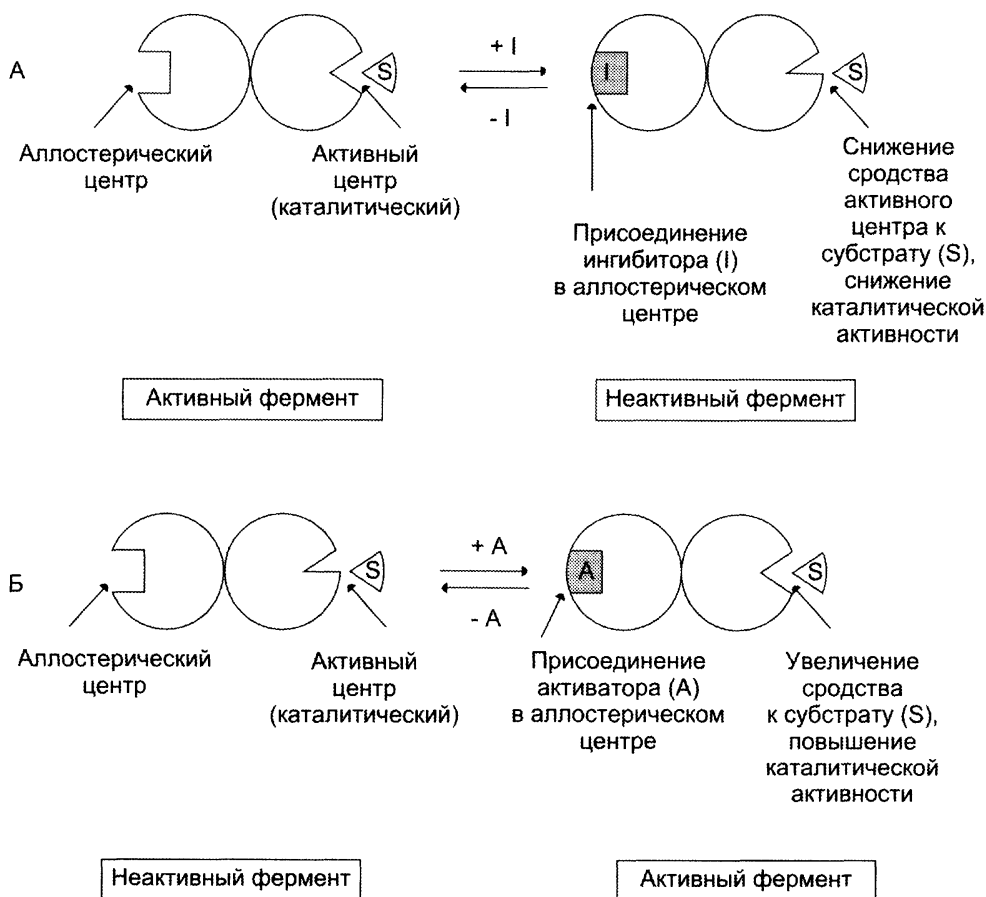 А
S
+ I
- I
I
S
Аллостерический
центр
Активный
центр
(каталитический)
Присоединение
ингибитора (I)
в аллостерическом
центре
Снижение
сродства
активного
центра к
субстрату (S),
снижение
каталитической
активности
Активный фермент
Неактивный фермент
Б
S
+ А
- А
А
S
Аллостерический
центр
Активный
центр
(каталитический)
Присоединение
активатора (А)
в аллостерическом
центре
Увеличение
сродства
к субстрату (S),
повышение
каталитической
активности
Неактивный фермент
Активный фермент